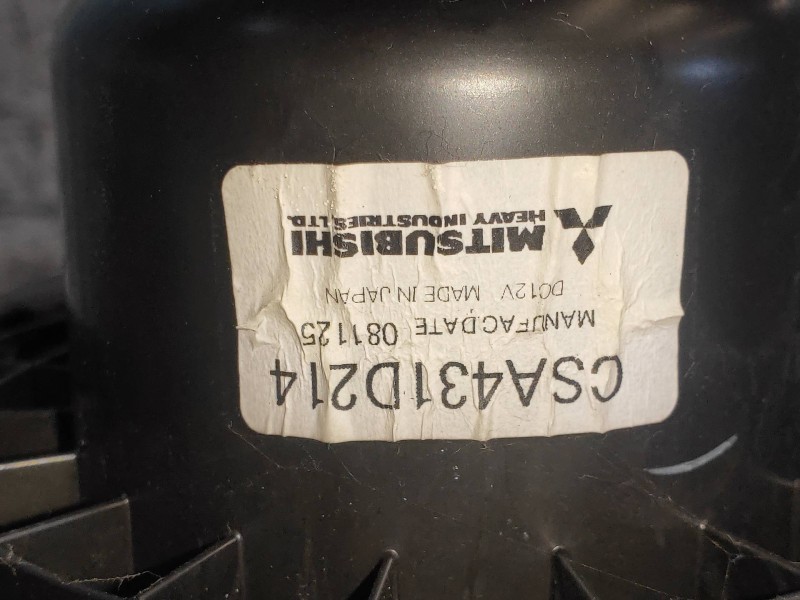 CSA431D214
MANUFAC.DATE 081125
DC12V MADE IN JAPAN
MITSUBISHI
HEAVY INDUSTRIES,LTD.